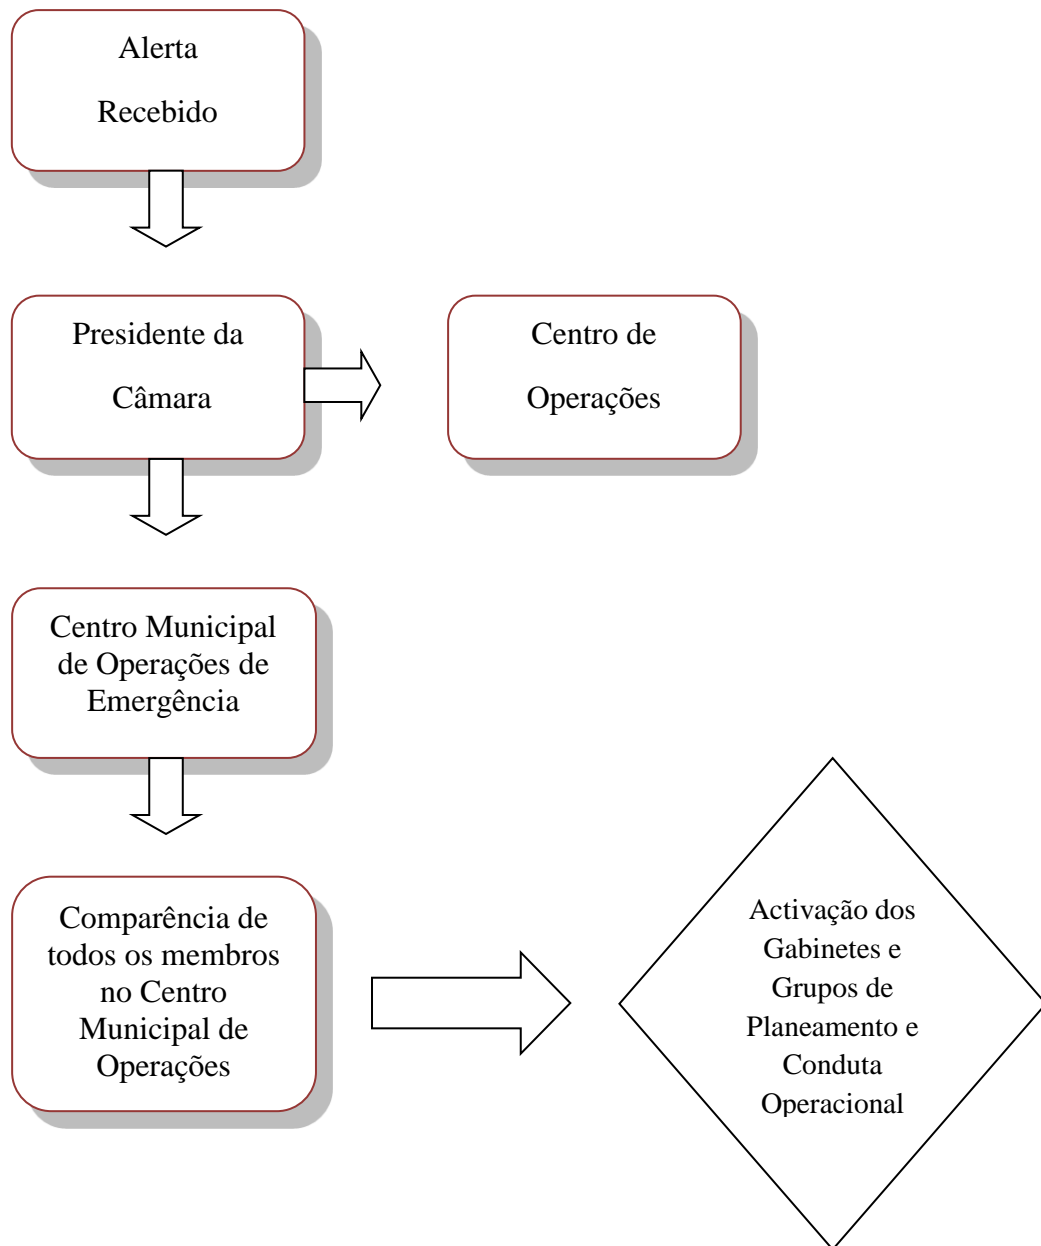 Alerta
Recebido
Presidente da
Câmara
Centro de
Operações
Centro Municipal
de Operações de
Emergência
Comparência de
todos os membros
no Centro
Municipal de
Operações
Activação dos
Gabinetes e
Grupos de
Planeamento e
Conduta
Operacional